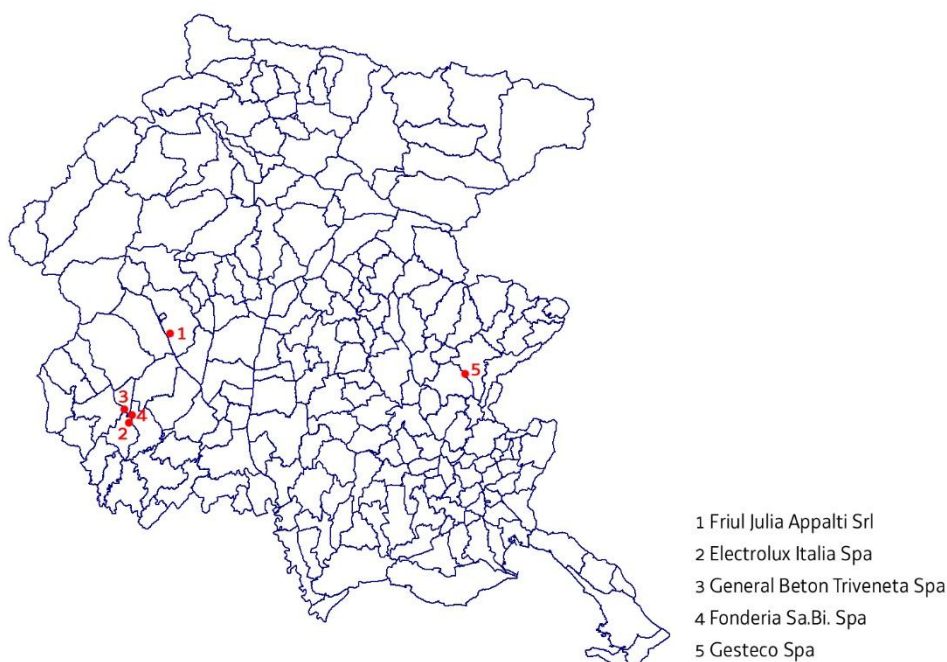 1
5
3
4
2
1 Friul Julia Appalti Srl
2 Electrolux Italia Spa
3 General Beton Triveneta Spa
4 Fonderia Sa.Bi. Spa
5 Gesteco Spa